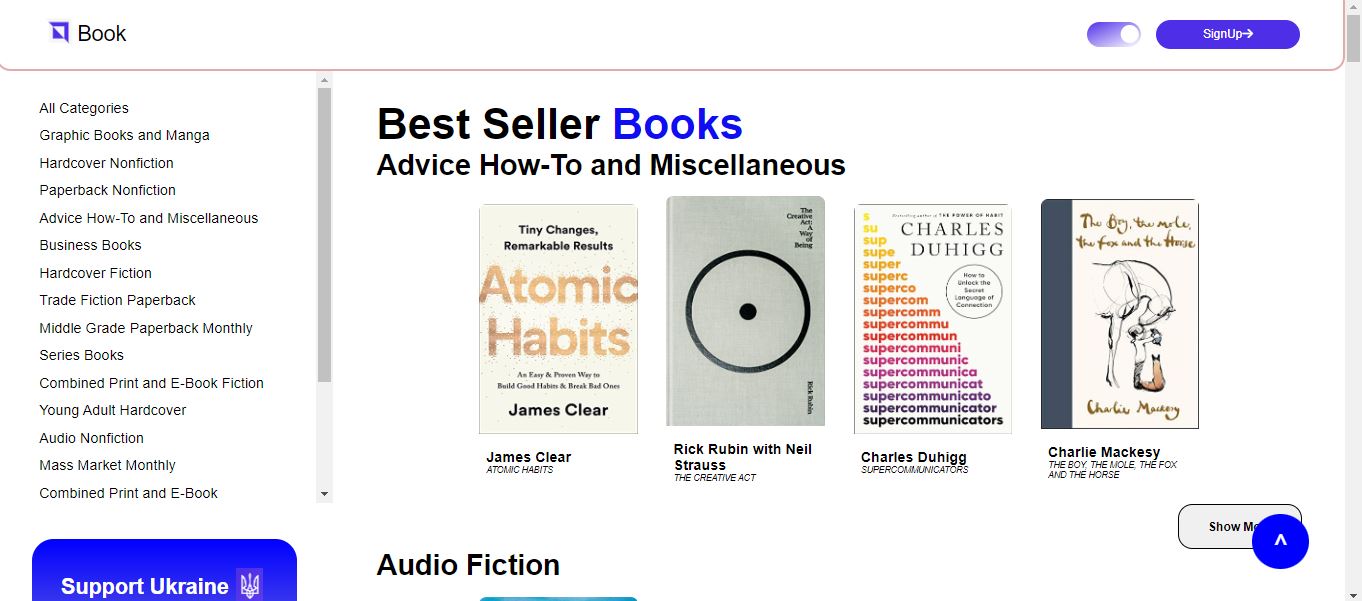 Book
SignUp→
All Categories
Graphic Books and Manga
Hardcover Nonfiction
Paperback Nonfiction
Advice How-To and Miscellaneous
Business Books
Hardcover Fiction
Trade Fiction Paperback
Middle Grade Paperback Monthly
Series Books
Combined Print and E-Book Fiction
Young Adult Hardcover
Audio Nonfiction
Mass Market Monthly
Combined Print and E-Book
Support Ukraine
Best Seller Books
Advice How-To and Miscellaneous
Tiny Changes,
Remarkable Results
Atomic
Habits
An Easy & Proven Way to
Build Good Habits & Break Bad Ones
James Clear
James Clear
ATOMIC HABITS
The
Creative
Act:
A
Way
of
Being
Rick Rubin
Rick Rubin with Neil
Strauss
THE CREATIVE ACT
Bestselling author of THE POWER OF HABIT
CHARLES
DUHIGG
How to
Unlock the
Secret
Language of
Connection
s
su
sup
supe
super
superc
superco
supercom
supercomm
supercommu
supercommun
supercommuni
supercommunic
supercommunica
supercommunicat
supercommunicato
supercommunicator
supercommunicators
Charles Duhigg
SUPERCOMMUNICATORS
The Boy, the mole,
the fox and the Horse
Charlie Mackesy
Charlie Mackesy
THE BOY, THE MOLE, THE FOX
AND THE HORSE
Show Mo
^
Audio Fiction